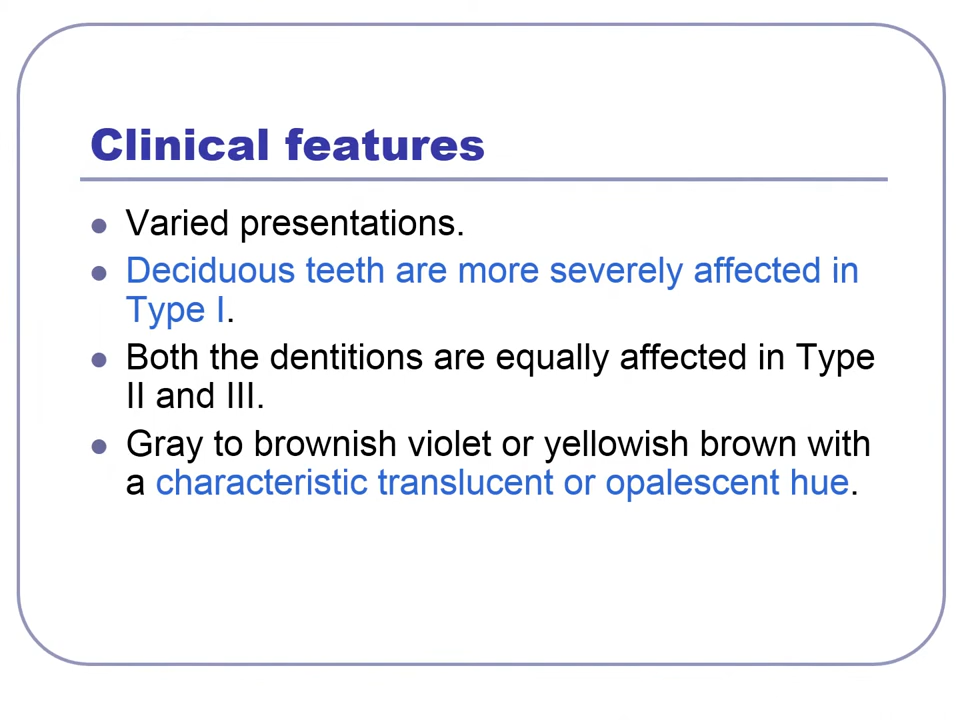 Clinical features
Varied presentations.
Deciduous teeth are more severely affected in
Type I.
Both the dentitions are equally affected in Type
II and III.
Gray to brownish violet or yellowish brown with
a characteristic translucent or opalescent hue.